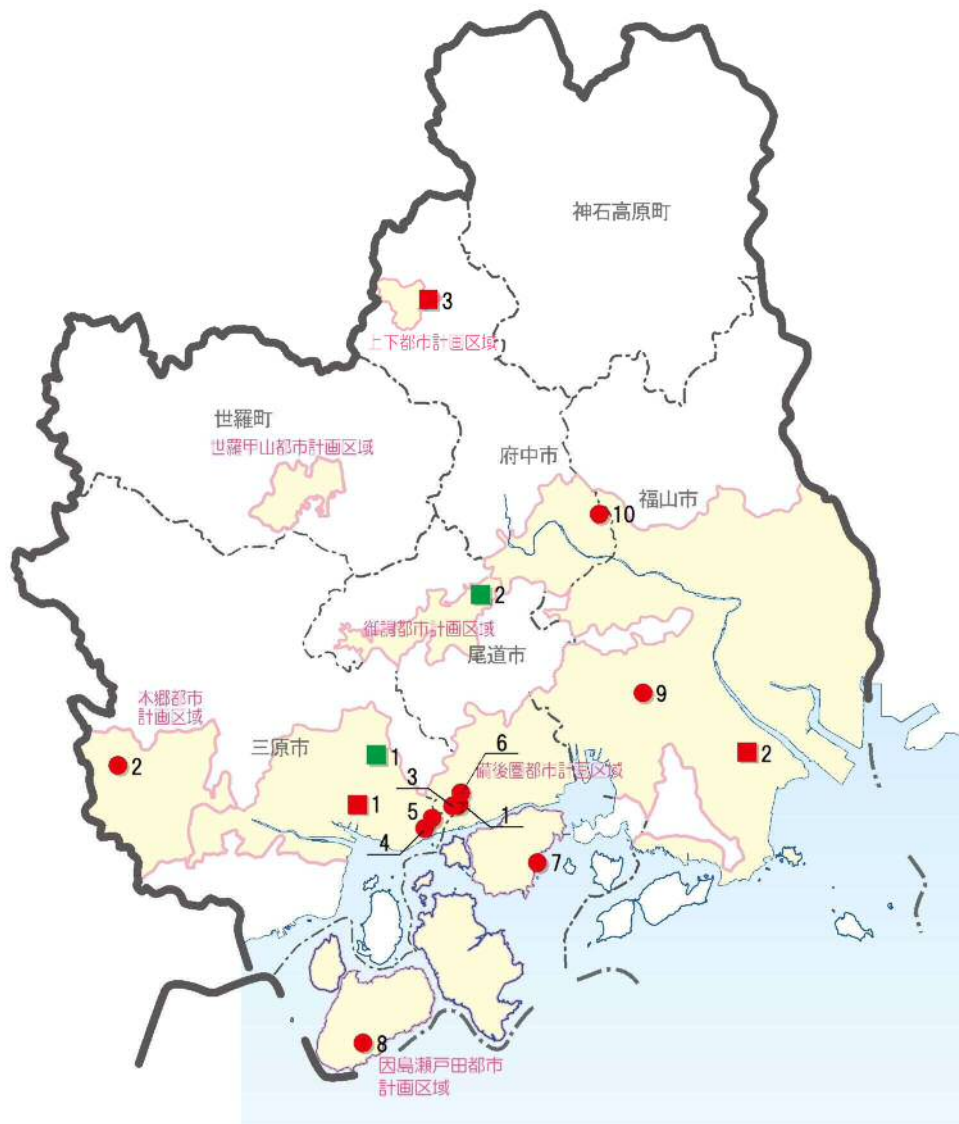 神石高原町
3
上下都市計画区域
世羅町
世羅甲山都市計画区域
府中市
福山市
10
2
御調都市計画区域
尾道市
9
本郷都市
計画区域
三原市
1
6
備後圏都市計画区域
2
2
3
1
5
1
4
7
8
因島瀬戸田都市
計画区域